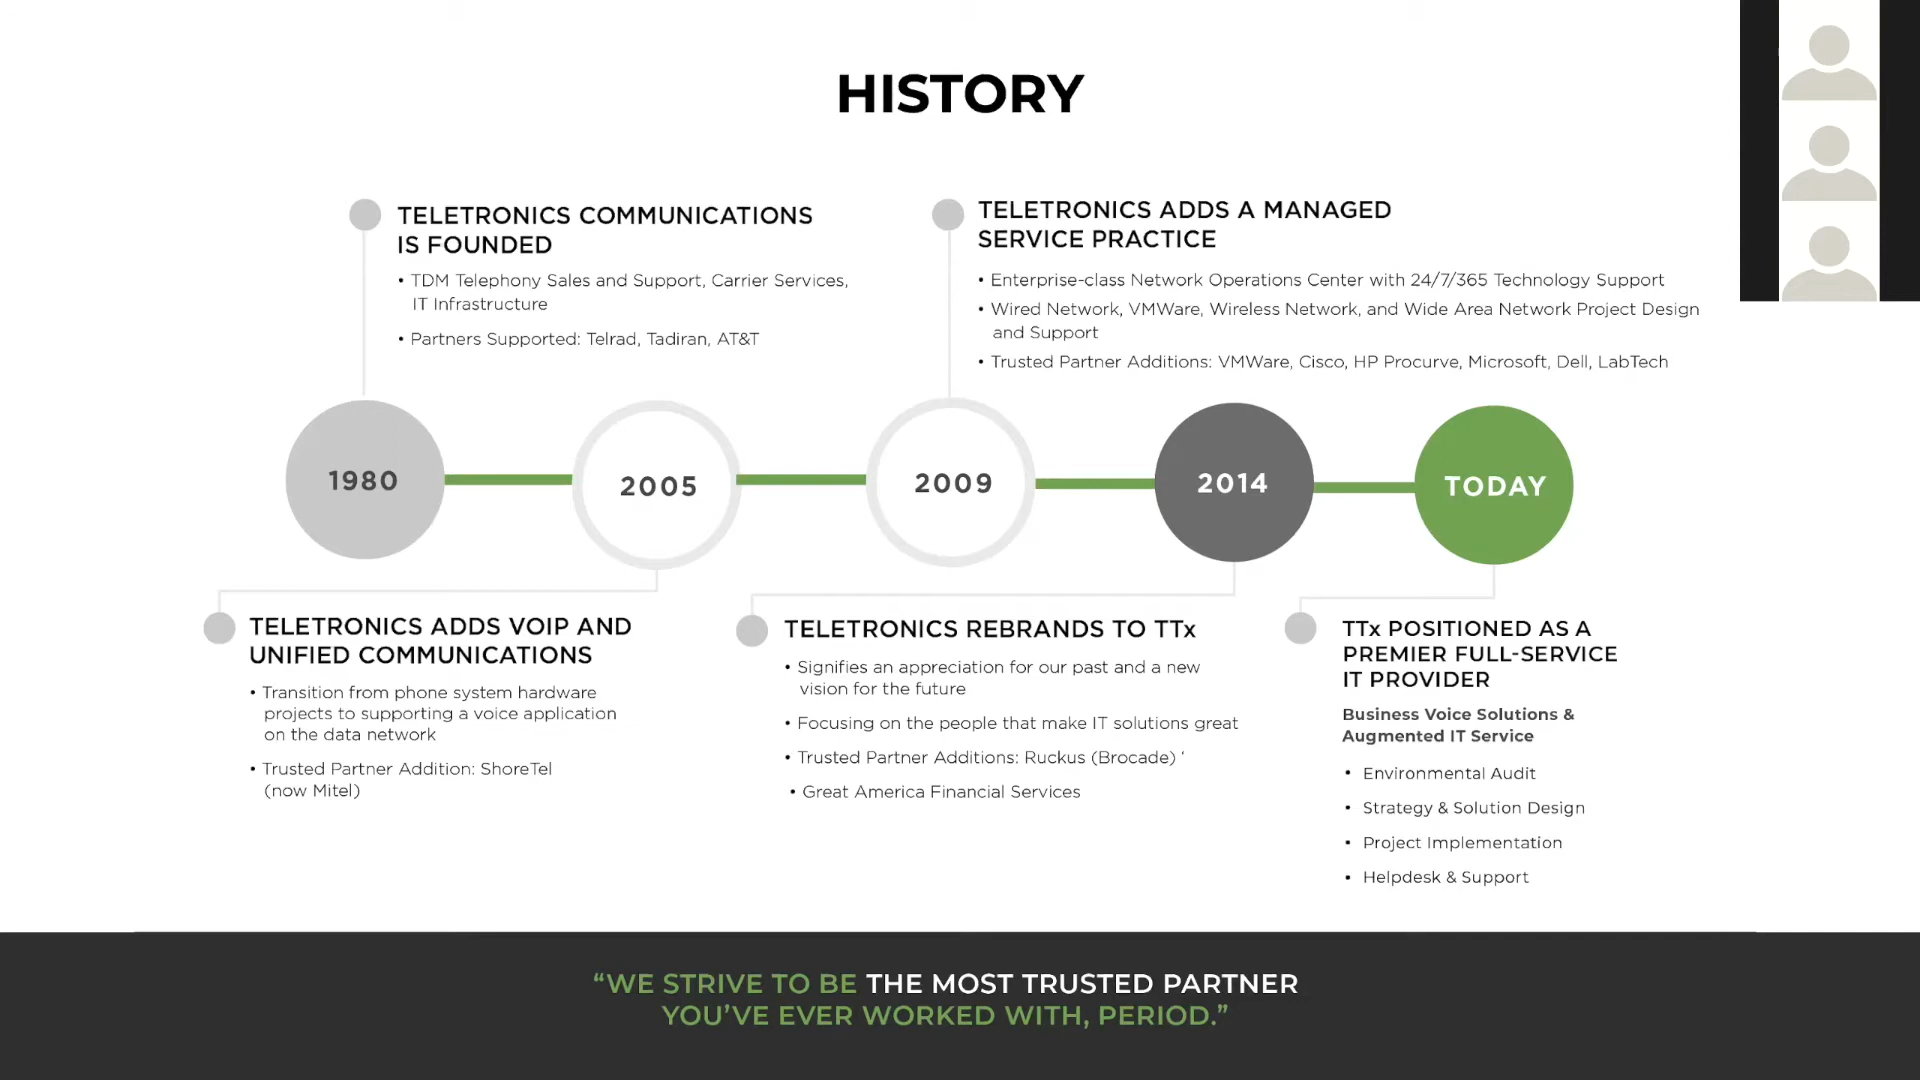 HISTORY
TELETRONICS COMMUNICATIONS
IS FOUNDED
• TDM Telephony Sales and Support, Carrier Services,
IT Infrastructure
• Partners Supported: Telrad, Tadiran, AT&T
TELETRONICS ADDS A MANAGED
SERVICE PRACTICE
• Enterprise-class Network Operations Center with 24/7/365 Technology Support
• Wired Network, VMWare, Wireless Network, and Wide Area Network Project Design
and Support
• Trusted Partner Additions: VMWare, Cisco, HP Procurve, Microsoft, Dell, LabTech
1980
2005
2009
2014
TODAY
TELETRONICS ADDS VOIP AND
UNIFIED COMMUNICATIONS
• Transition from phone system hardware
projects to supporting a voice application
on the data network
• Trusted Partner Addition: ShoreTel
(now Mitel)
TELETRONICS REBRANDS TO TTx
• Signifies an appreciation for our past and a new
vision for the future
• Focusing on the people that make IT solutions great
• Trusted Partner Additions: Ruckus (Brocade) ‘
• Great America Financial Services
TTx POSITIONED AS A
PREMIER FULL-SERVICE
IT PROVIDER
Business Voice Solutions &
Augmented IT Service
• Environmental Audit
• Strategy & Solution Design
• Project Implementation
• Helpdesk & Support
“WE STRIVE TO BE THE MOST TRUSTED PARTNER
YOU’VE EVER WORKED WITH, PERIOD.”